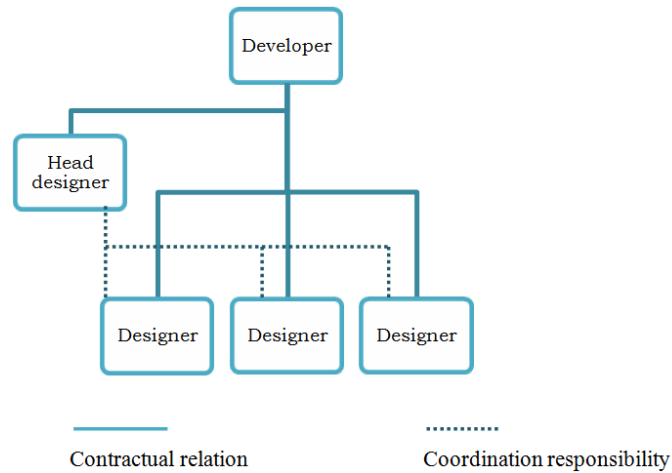 Developer
Head
designer
Designer
Designer
Designer
Contractual relation
Coordination responsibility